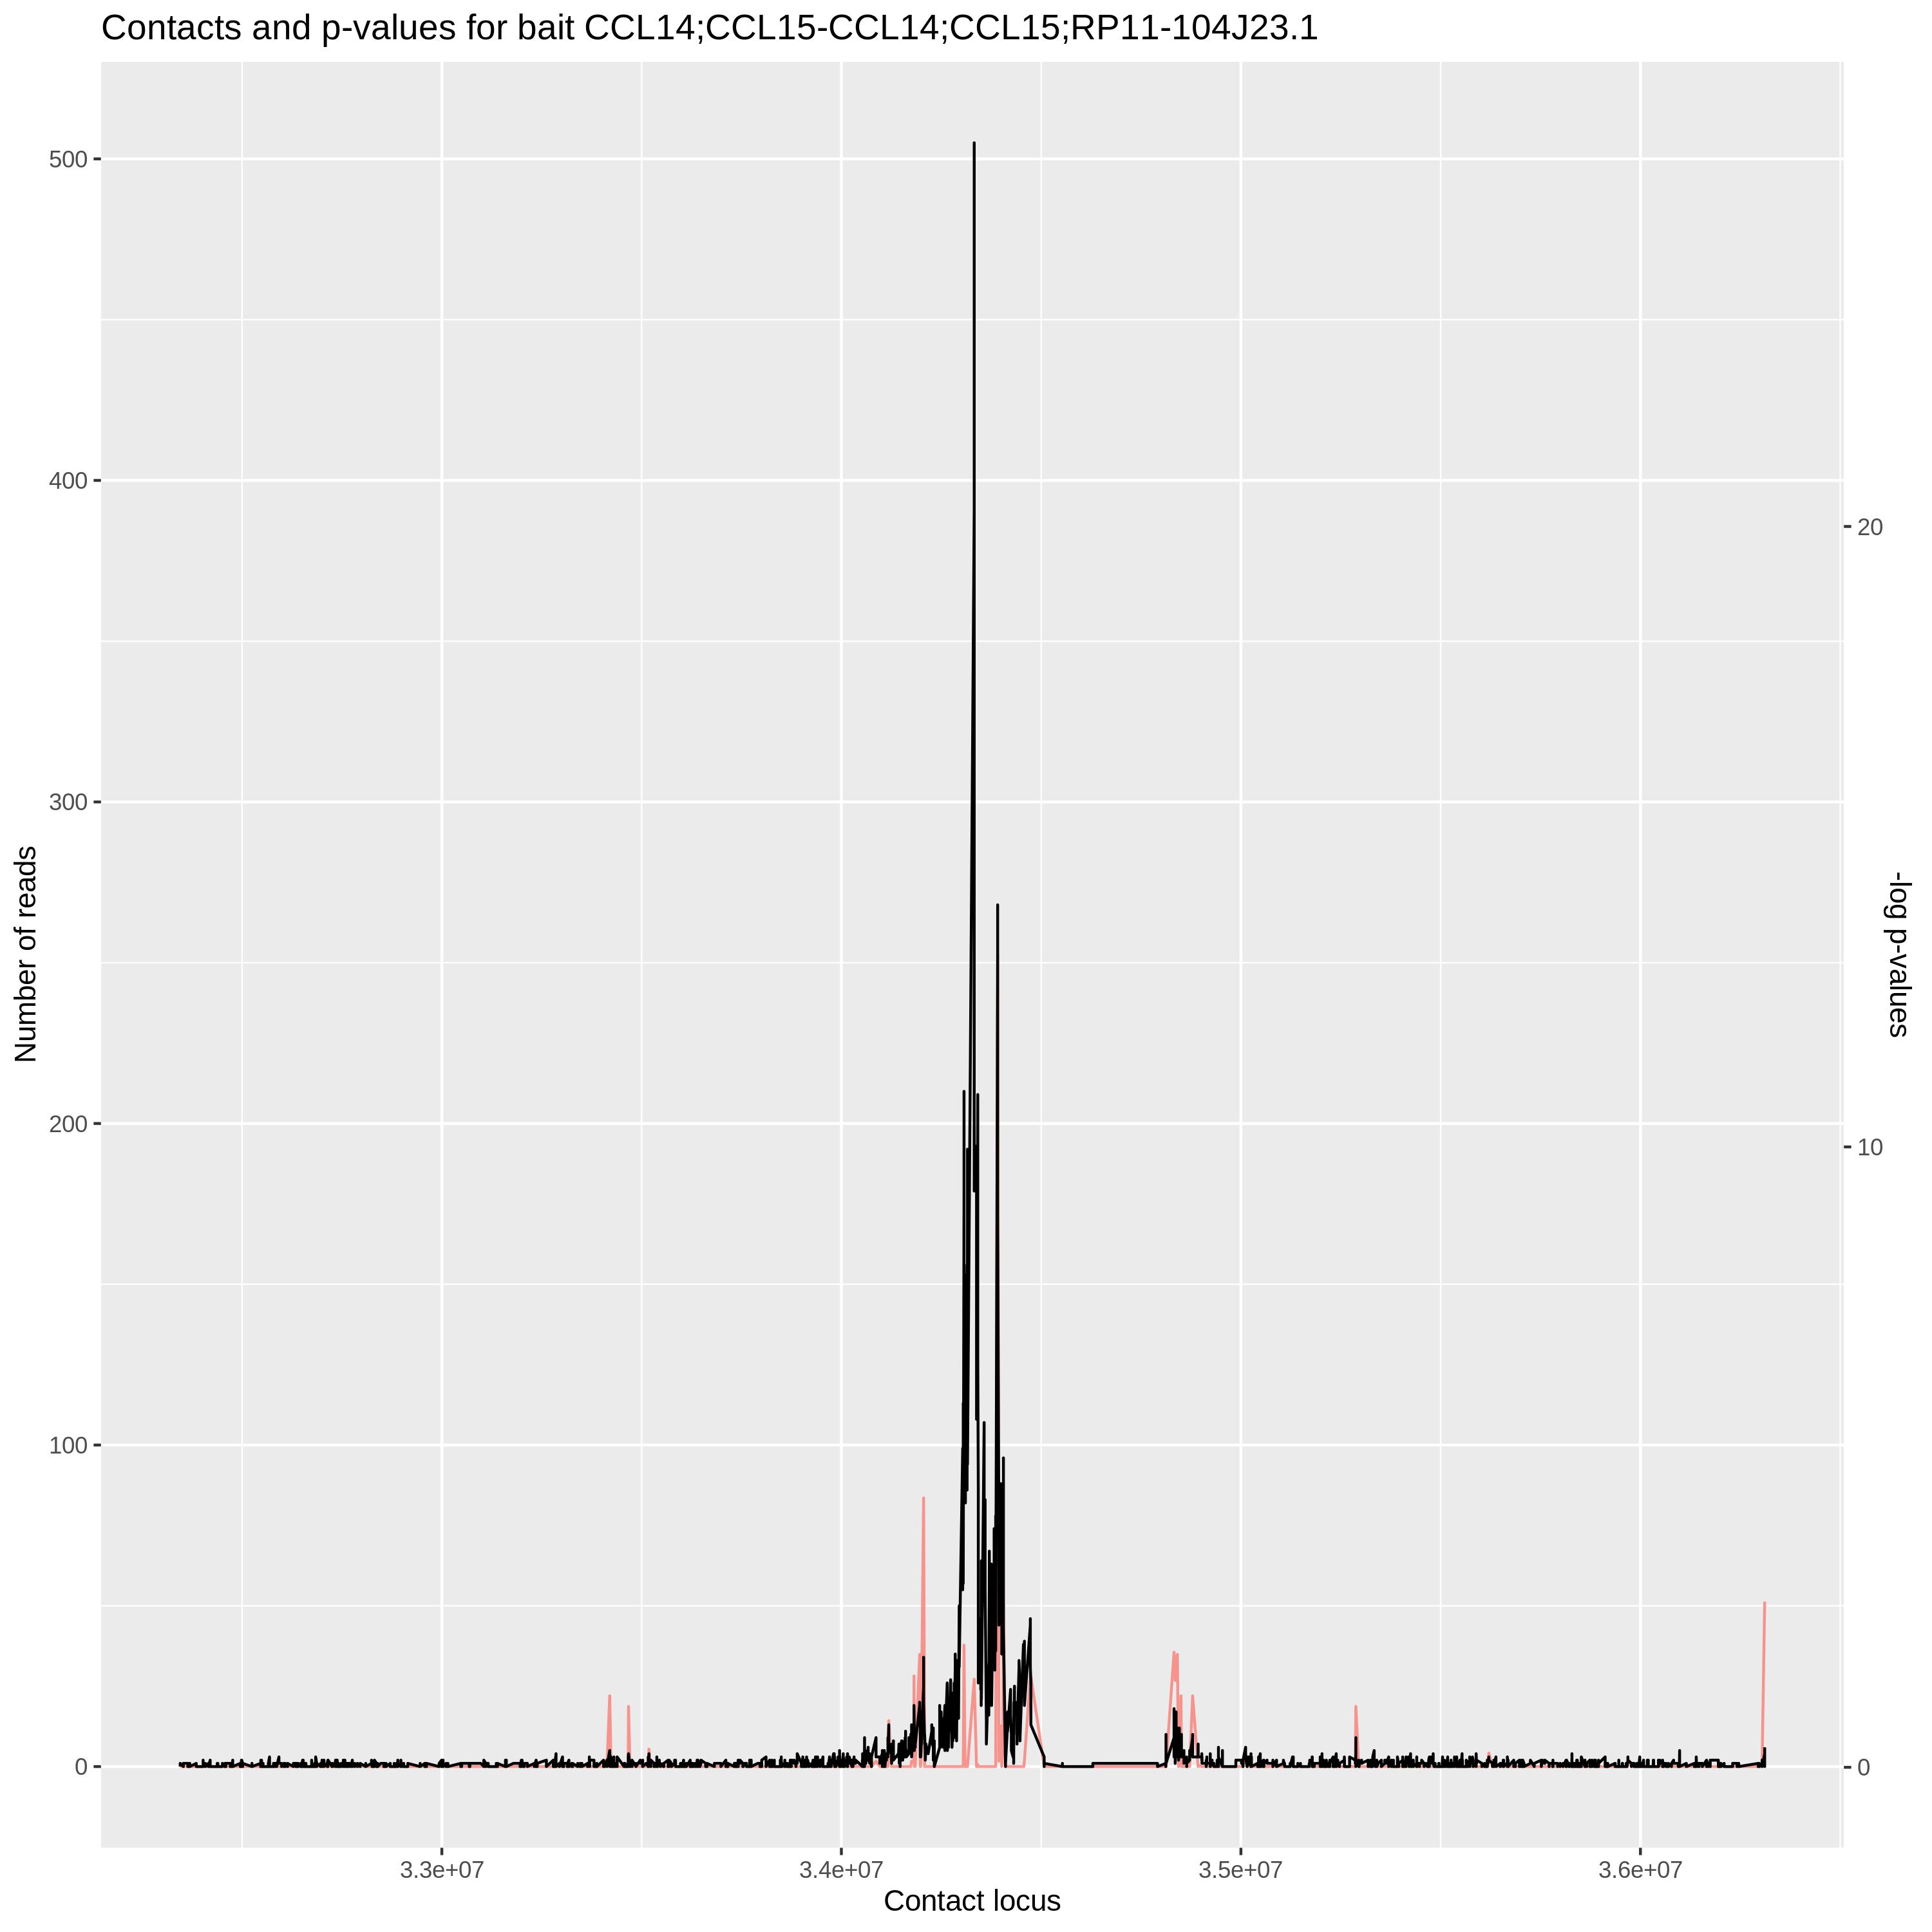 Contacts and p-values for bait CCL14;CCL15-CCL14;CCL15;RP11-104J23.1
500
400
300
200
100
0
Number of reads
20
10
0
-log p-values
3.3e+07
3.4e+07
3.5e+07
3.6e+07
Contact locus